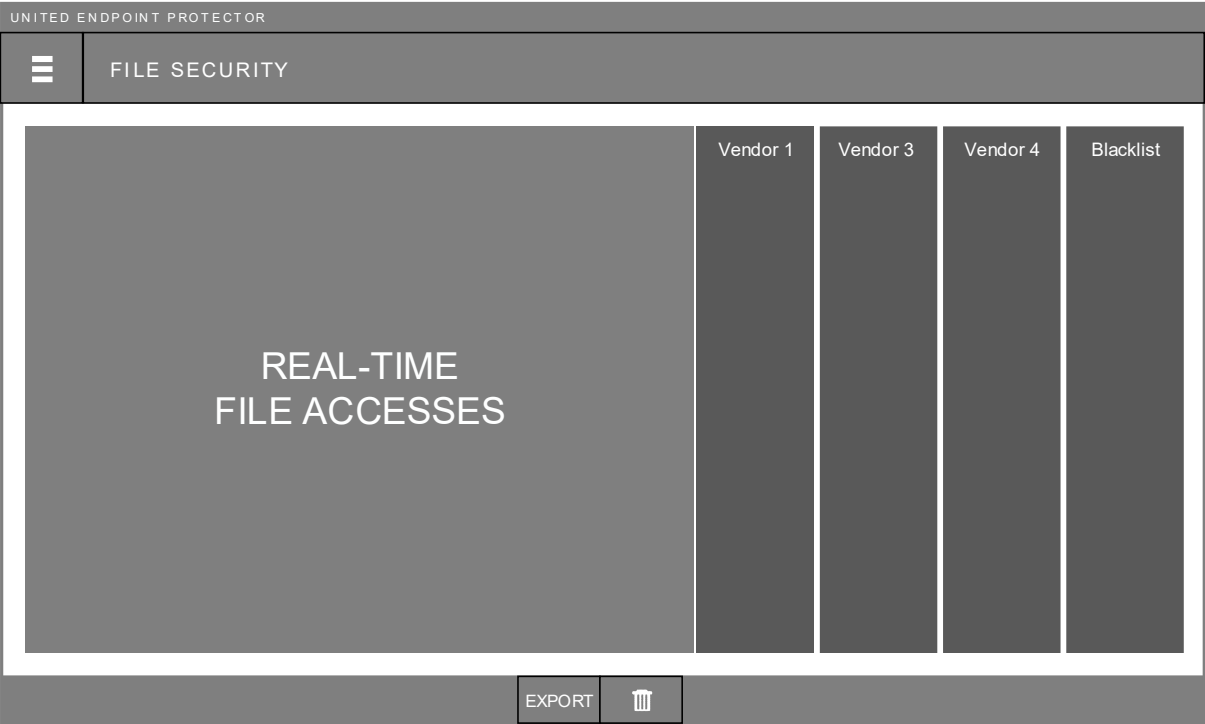 UNITED ENDPOINT PROTECTOR
FILE SECURITY
Vendor 1
Vendor 3
Vendor 4
Blacklist
REAL-TIME
FILE ACCESSES
EXPORT